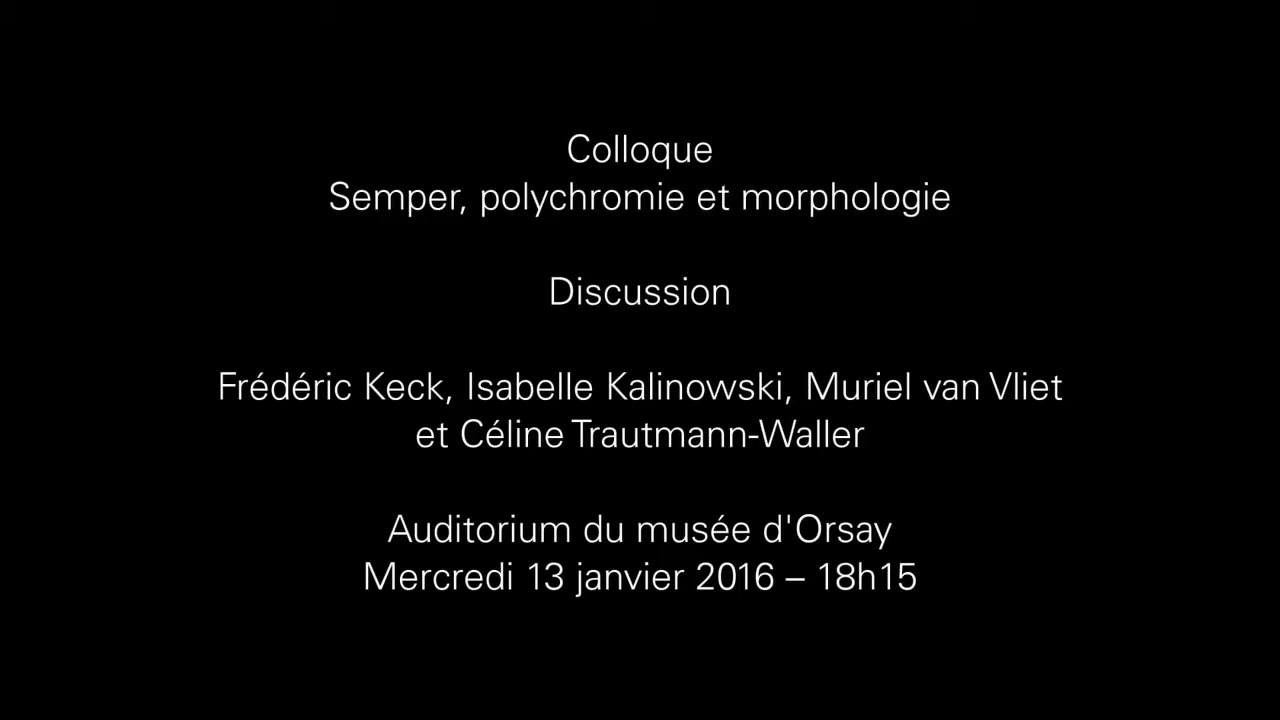 Colloque
Semper, polychromie et morphologie
Discussion
Frédéric Keck, Isabelle Kalinowski, Muriel van Vliet
et Céline Trautmann-Waller
Auditorium du musée d'Orsay
Mercredi 13 janvier 2016 – 18h15